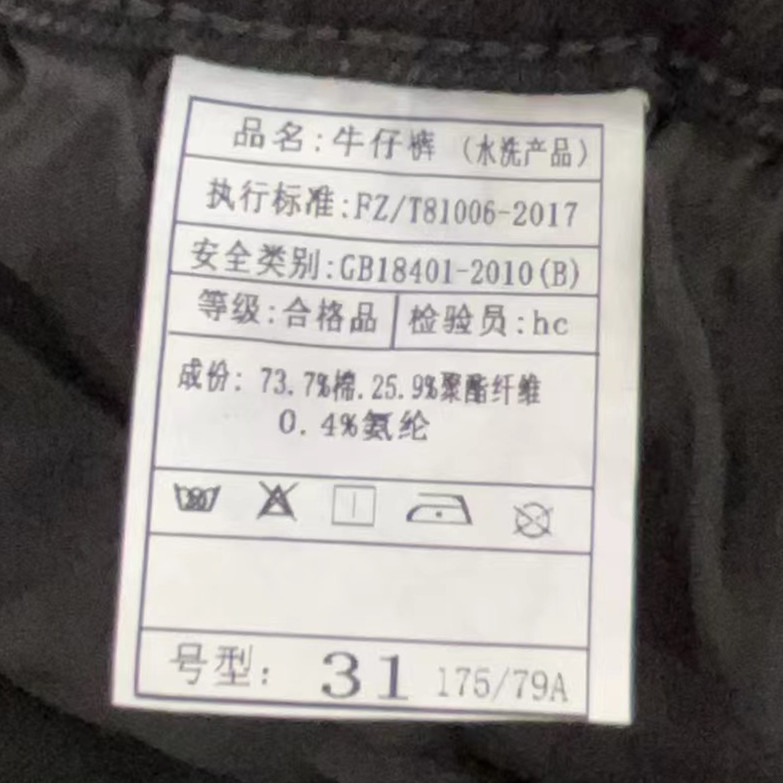 品名:牛仔裤（水洗产品）
执行标准:FZ/T81006-2017
安全类别:GB18401-2010(B)
等级:合格品 检验员:hc
成份: 73.7%棉.25.9%聚酯纤维
0.4%氨纶
号型: 31 175/79A